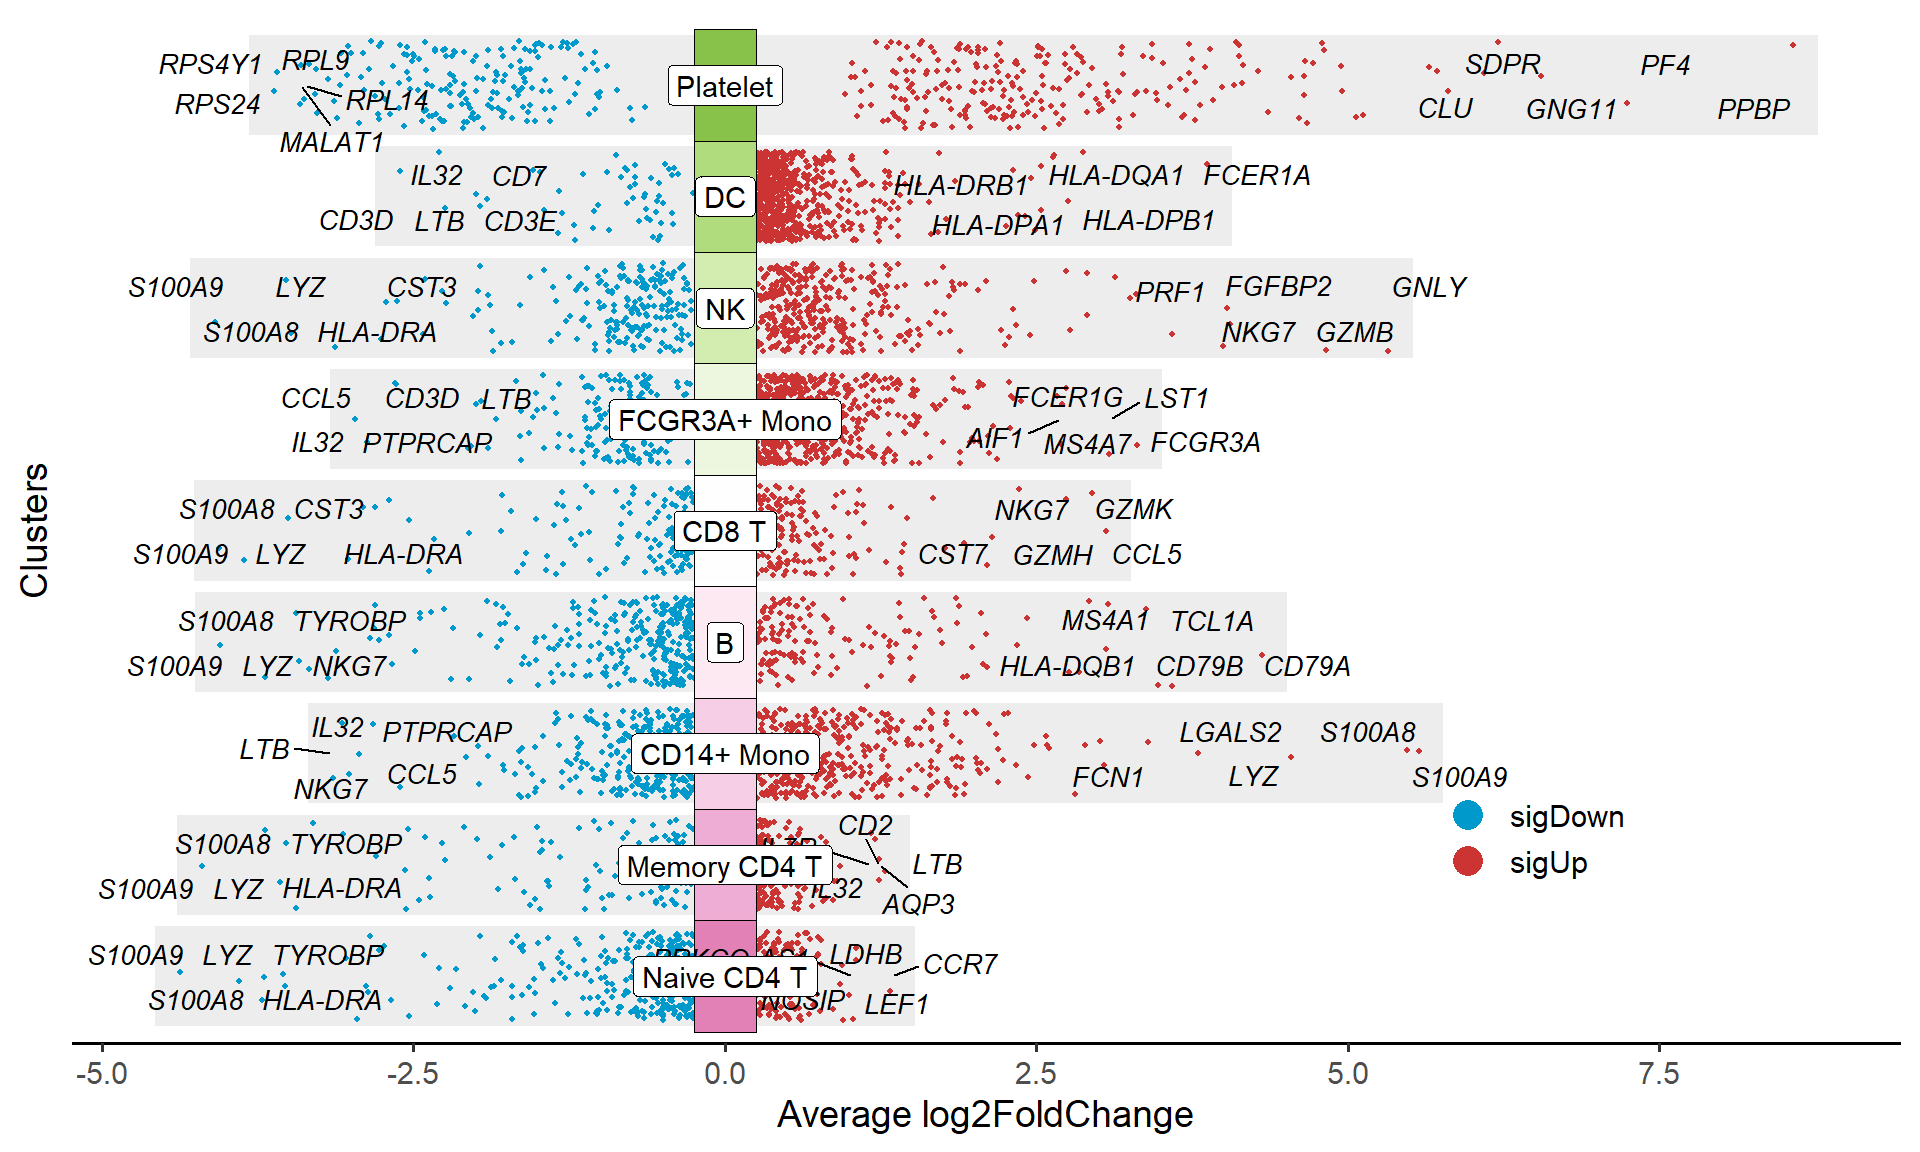 RPS4Y1 RPL9 SDPR PF4
Platelet
RPS24 RPL14 CLU GNG11 PPBP
MALAT1
IL32 CD7 HLA-DRB1 HLA-DQA1 FCER1A
DC
CD3D LTB CD3E HLA-DPA1 HLA-DPB1
S100A9 LYZ CST3 PRF1 FGFBP2 GNLY
NK
S100A8 HLA-DRA NKG7 GZMB
CCL5 CD3D LTB FCER1G LST1
FCGR3A+ Mono
IL32 PTPRCAP AIF1 MS4A7 FCGR3A
S100A8 CST3 NKG7 GZMK
CD8 T
S100A9 LYZ HLA-DRA CST7 GZMH CCL5
S100A8 TYROBP MS4A1 TCL1A
B
S100A9 LYZ NKG7 HLA-DQB1 CD79B CD79A
IL32 PTPRCAP LGALS2 S100A8
LTB CD14+ Mono
NKG7 CCL5 FCN1 LYZ S100A9
CD2
S100A8 TYROBP
Memory CD4 T LTB
S100A9 LYZ HLA-DRA IL32 AQP3
S100A9 LYZ TYROBP LDHB CCR7
Naive CD4 T
S100A8 HLA-DRA NOSIP LEF1
Clusters
sigDown
sigUp
-5.0 -2.5 0.0 2.5 5.0 7.5
Average log2FoldChange